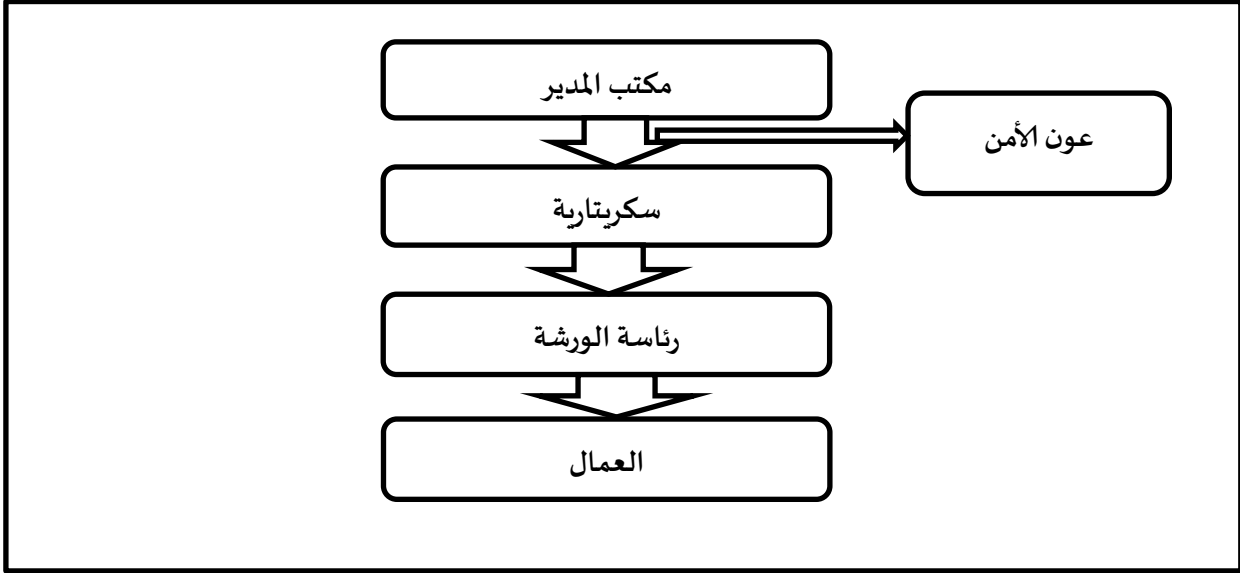 مكتب المدير
عون الأمن
سكريتارية
رئاسة الورشة
العمال